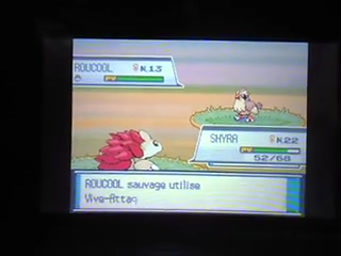 ROUCOOL ♀N.13
PV
SHYRA ♀N.22
PV
52/68
ROUCOOL sauvage utilise
Vive-Attaq